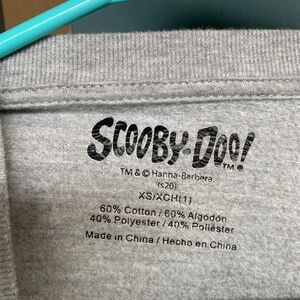 SCOOBY-DOO!
TM
TM & © Hanna-Barbera
(s20)
XS/XCH(1)
60% Cotton / 60% Algodón
40% Polyester / 40% Poliéster
Made in China / Hecho en China